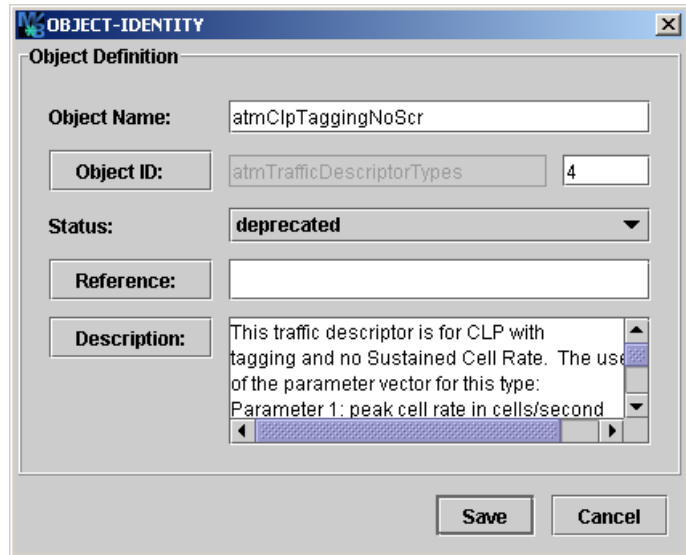 OBJECT-IDENTITY
Object Definition
Object Name: atmClpTaggingNoScr
Object ID: atmTrafficDescriptorTypes 4
Status: deprecated
Reference:
Description: This traffic descriptor is for CLP with
tagging and no Sustained Cell Rate. The use
of the parameter vector for this type:
Parameter 1: peak cell rate in cells/second
Save Cancel